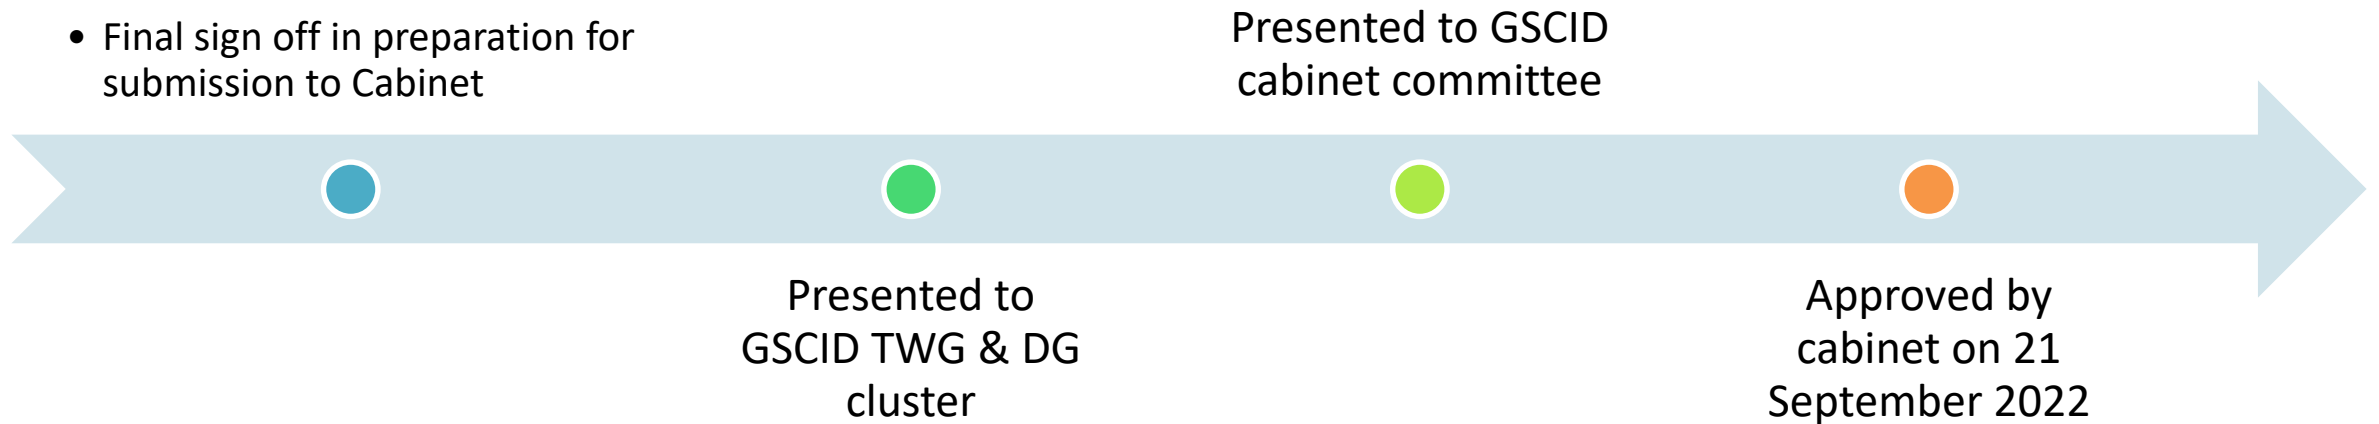 • Final sign off in preparation for
submission to Cabinet
Presented to
GSCID TWG & DG
cluster
Presented to GSCID
cabinet committee
Approved by
cabinet on 21
September 2022